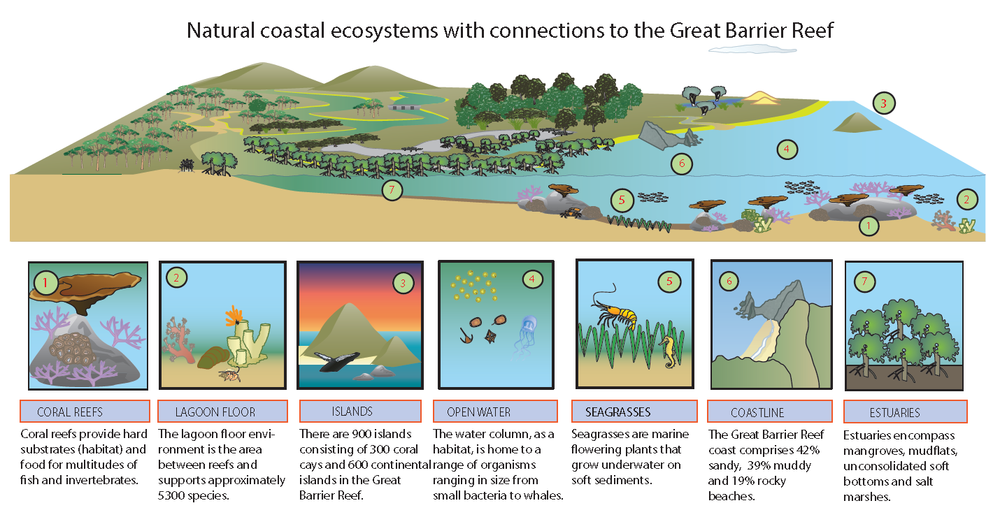 Natural coastal ecosystems with connections to the Great Barrier Reef
3
4
6
7
5
2
1
1
2
3
4
5
6
7
CORAL REEFS
Coral reefs provide hard
substrates (habitat) and
food for multitudes of
fish and invertebrates.
LAGOON FLOOR
The lagoon floor envi-
ronment is the area
between reefs and
supports approximately
5300 species.
ISLANDS
There are 900 islands
consisting of 300 coral
cays and 600 continental
islands in the Great
Barrier Reef.
OPEN WATER
The water column, as a
habitat, is home to a
range of organisms
ranging in size from
small bacteria to whales.
SEAGRASSES
Seagrasses are marine
flowering plants that
grow underwater on
soft sediments.
COASTLINE
The Great Barrier Reef
coast comprises 42%
sandy, 39% muddy
and 19% rocky
beaches.
ESTUARIES
Estuaries encompass
mangroves, mudflats,
unconsolidated soft
bottoms and salt
marshes.